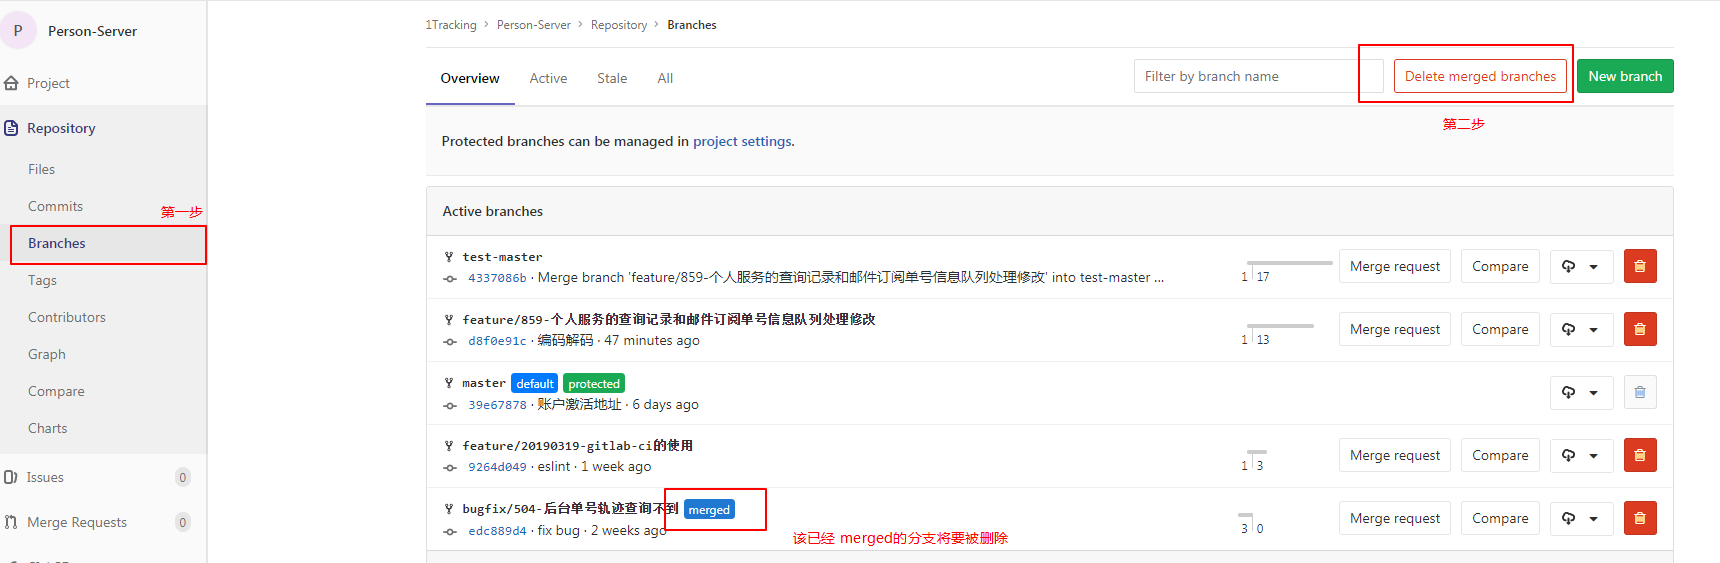 P Person-Server
Project
Repository
Files
Commits
第一步
Branches
Tags
Contributors
Graph
Compare
Charts
Issues 0
Merge Requests 0
1Tracking > Person-Server > Repository > Branches
Overview Active Stale All Filter by branch name Delete merged branches New branch
第二步
Protected branches can be managed in project settings.
Active branches
test-master
4337086b · Merge branch 'feature/859-个人服务的查询记录和邮件订阅单号信息队列处理修改' into test-master ...
1 17 Merge request Compare
feature/859-个人服务的查询记录和邮件订阅单号信息队列处理修改
d8f0e91c · 编码解码 · 47 minutes ago
1 13 Merge request Compare
master default protected
39e67878 · 账户激活地址 · 6 days ago
feature/20190319-gitlab-ci的使用
9264d049 · eslint · 1 week ago
1 3 Merge request Compare
bugfix/504-后台单号轨迹查询不到 merged
edc889d4 · fix bug · 2 weeks ago
3 0 Merge request Compare
该已经 merged的分支将要被删除